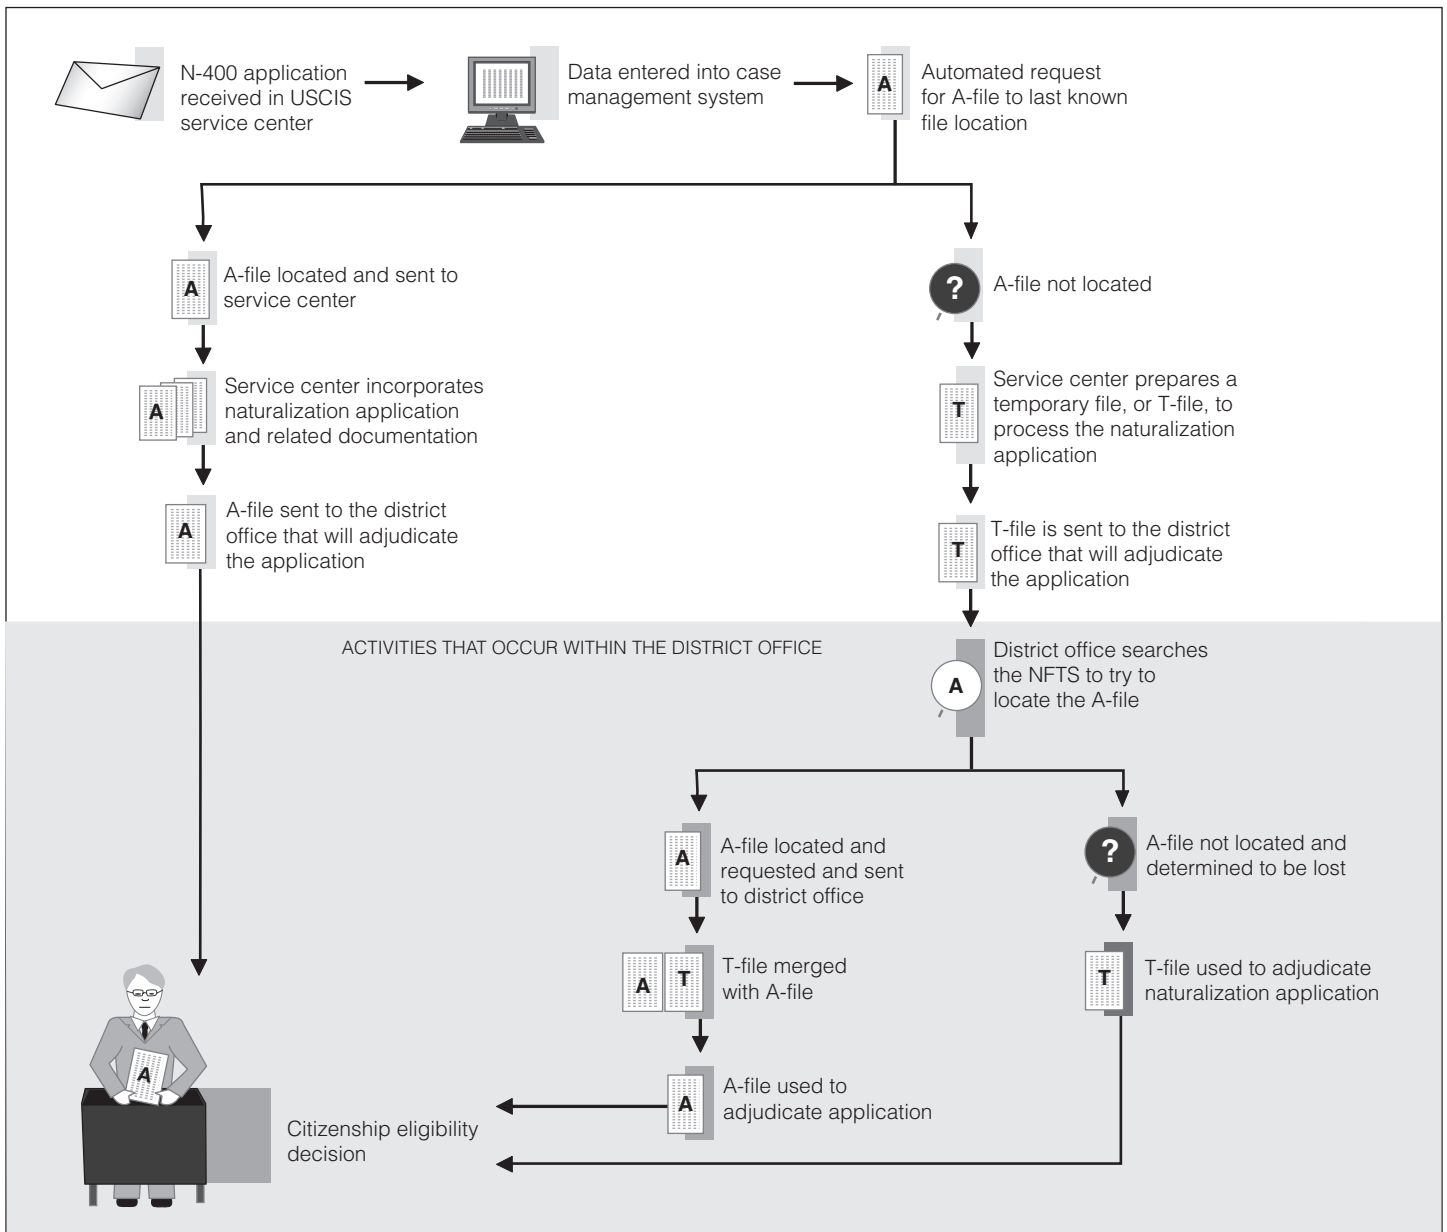 N-400 application
received in USCIS
service center
Data entered into case
management system
A
Automated request
for A-file to last known
file location
A
A-file located and sent to
service center
?
A-file not located
A
Service center incorporates
naturalization application
and related documentation
T
Service center prepares a
temporary file, or T-file, to
process the naturalization
application
A
A-file sent to the district
office that will adjudicate
the application
T
T-file is sent to the district
office that will adjudicate
the application
ACTIVITIES THAT OCCUR WITHIN THE DISTRICT OFFICE
A
District office searches
the NFTS to try to
locate the A-file
A
A-file located and
requested and sent
to district office
?
A-file not located and
determined to be lost
A T
T-file merged
with A-file
T
T-file used to adjudicate
naturalization application
A
A-file used to
adjudicate application
A
Citizenship eligibility
decision